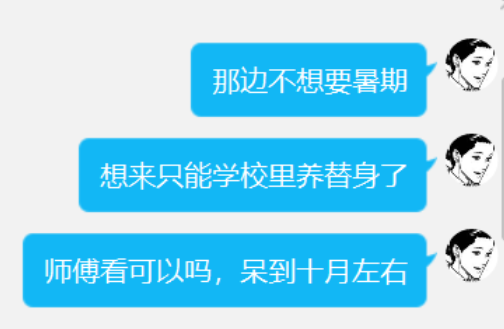 那边不想要暑期
想来只能学校里养替身了
师傅看可以吗，呆到十月左右